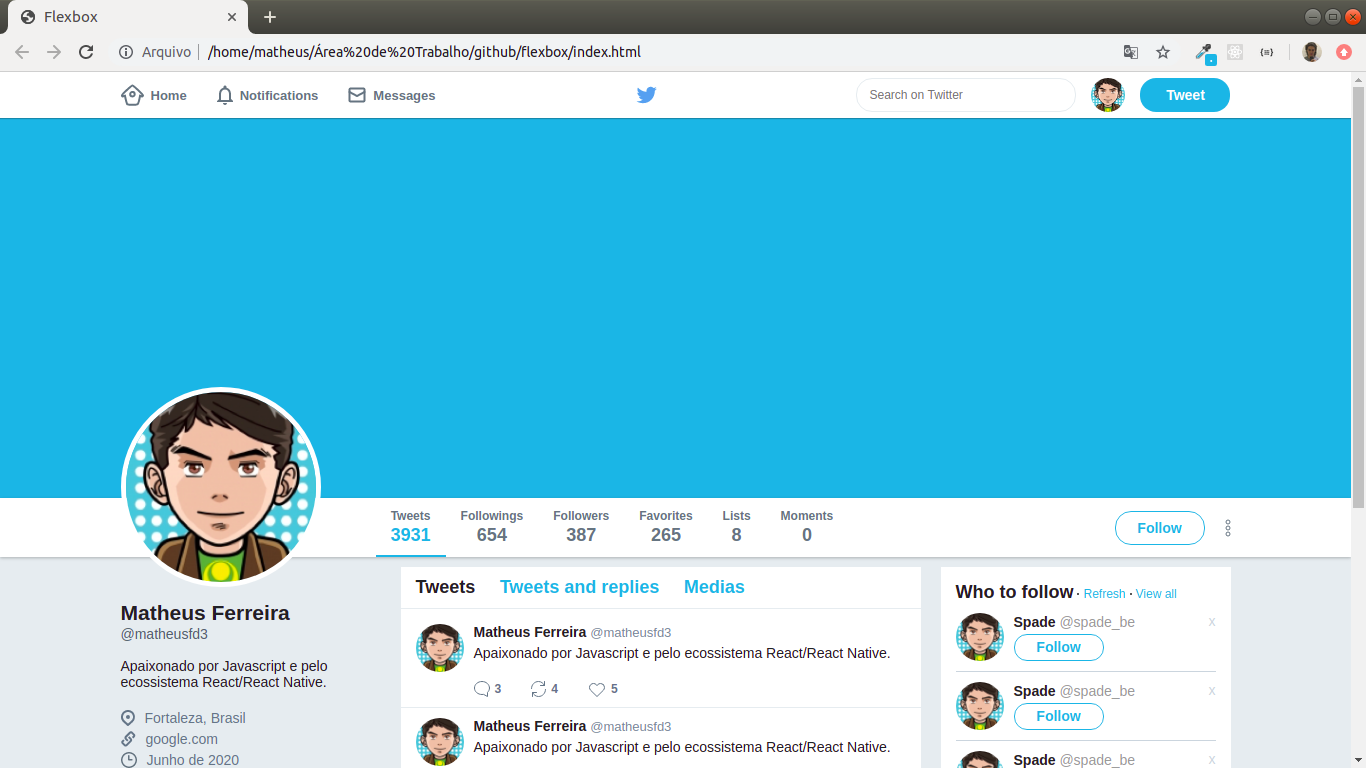 Flexbox
Arquivo /home/matheus/Área%20de%20Trabalho/github/flexbox/index.html
Home Notifications Messages Search on Twitter Tweet
Tweets Followings Followers Favorites Lists Moments
3931 654 387 265 8 0
Follow
Matheus Ferreira
@matheusfd3
Apaixonado por Javascript e pelo
ecossistema React/React Native.
Fortaleza, Brasil
google.com
Junho de 2020
Tweets Tweets and replies Medias
Matheus Ferreira @matheusfd3
Apaixonado por Javascript e pelo ecossistema React/React Native.
3 4 5
Matheus Ferreira @matheusfd3
Apaixonado por Javascript e pelo ecossistema React/React Native.
Who to follow · Refresh · View all
Spade @spade_be X
Follow
Spade @spade_be X
Follow
Spade @spade_be X